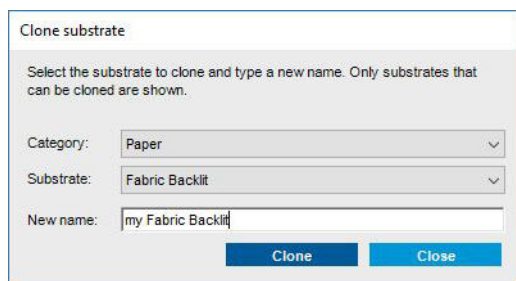 Clone substrate
Select the substrate to clone and type a new name. Only substrates that
can be cloned are shown.
Category: Paper
Substrate: Fabric Backlit
New name: my Fabric Backlit
Clone Close